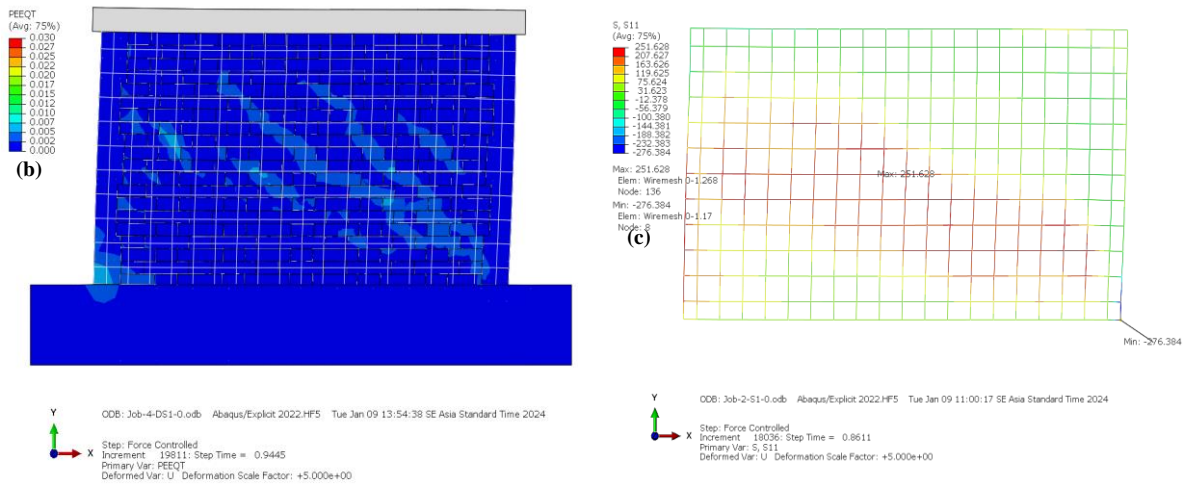 PEEQT
(Avg: 75%)
0.030
0.027
0.025
0.022
0.020
0.017
0.015
0.012
0.010
0.007
0.005
0.002
0.000
(b)
ODB: Job-4-DS1-0.odb Abaqus/Explicit 2022.HF5 Tue Jan 09 13:54:38 SE Asia Standard Time 2024
Y
X
Step: Force Controlled
Increment 19811: Step Time = 0.9445
Primary Var: PEEQT
Deformed Var: U Deformation Scale Factor: +5.000e+00
S, S11
(Avg: 75%)
251.628
207.627
163.626
119.625
75.624
31.623
-12.378
-56.379
-100.380
-144.381
-188.382
-232.383
-276.384
Max: 251.628
Elem: Wiremesh 0-1.268
Node: 136
Min: -276.384
Elem: Wiremesh 0-1.17
Node: 8
(c)
Max: 251.628
Min: -276.384
ODB: Job-2-S1-0.odb Abaqus/Explicit 2022.HF5 Tue Jan 09 11:00:17 SE Asia Standard Time 2024
Y
X
Step: Force Controlled
Increment 18036: Step Time = 0.8611
Primary Var: S, S11
Deformed Var: U Deformation Scale Factor: +5.000e+00